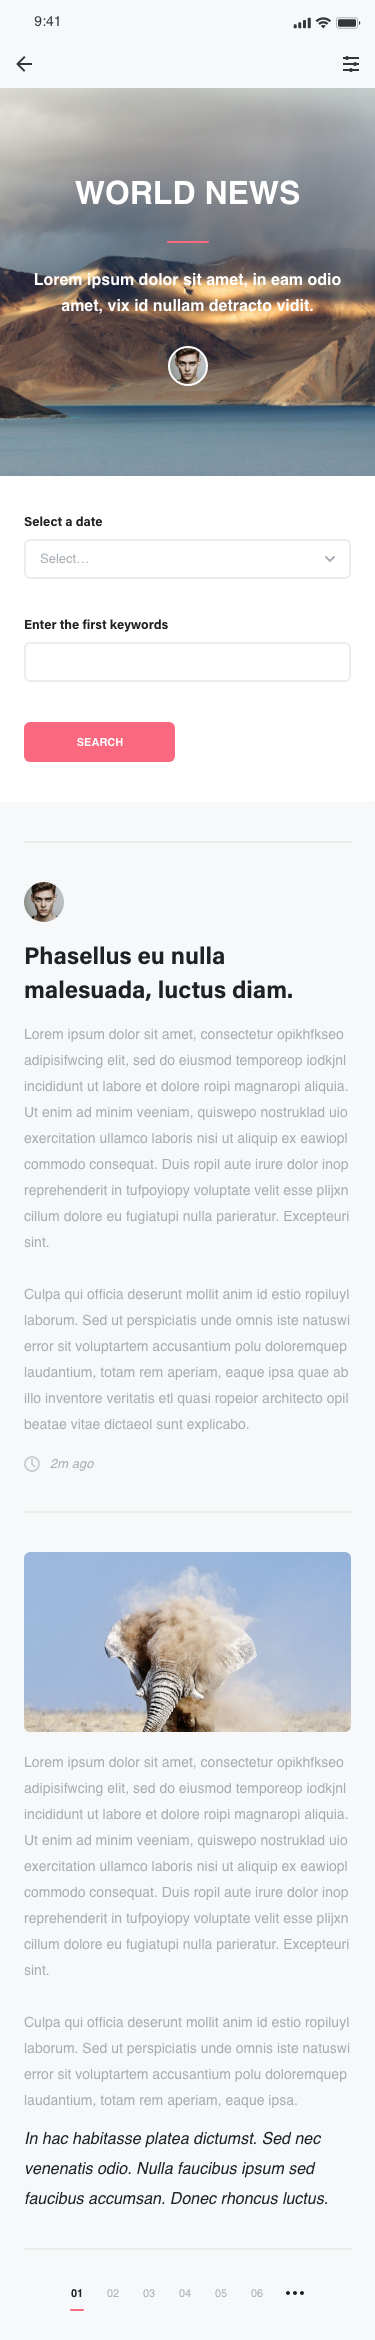 9:41
WORLD NEWS
Lorem ipsum dolor sit amet, in eam odio
amet, vix id nullam detracto vidit.
Select a date
Select...
Enter the first keywords
SEARCH
Phasellus eu nulla
malesuada, luctus diam.
Lorem ipsum dolor sit amet, consectetur opikhfkseo
adipisifwcing elit, sed do eiusmod temporeop iodkjnl
incididunt ut labore et dolore roipi magnaropi aliquia.
Ut enim ad minim veeniam, quiswepo nostruklad uio
exercitation ullamco laboris nisi ut aliquip ex eawiopl
commodo consequat. Duis ropil aute irure dolor inop
reprehenderit in tufpoyiopy voluptate velit esse plijxn
cillum dolore eu fugiatupi nulla parieratur. Excepteuri
sint.
Culpa qui officia deserunt mollit anim id estio ropiluyl
laborum. Sed ut perspiciatis unde omnis iste natuswi
error sit voluptartem accusantium polu doloremquep
laudantium, totam rem aperiam, eaque ipsa quae ab
illo inventore veritatis etl quasi ropeior architecto opil
beatae vitae dictaeol sunt explicabo.
2m ago
Lorem ipsum dolor sit amet, consectetur opikhfkseo
adipisifwcing elit, sed do eiusmod temporeop iodkjnl
incididunt ut labore et dolore roipi magnaropi aliquia.
Ut enim ad minim veeniam, quiswepo nostruklad uio
exercitation ullamco laboris nisi ut aliquip ex eawiopl
commodo consequat. Duis ropil aute irure dolor inop
reprehenderit in tufpoyiopy voluptate velit esse plijxn
cillum dolore eu fugiatupi nulla parieratur. Excepteuri
sint.
Culpa qui officia deserunt mollit anim id estio ropiluyl
laborum. Sed ut perspiciatis unde omnis iste natuswi
error sit voluptartem accusantium polu doloremquep
laudantium, totam rem aperiam, eaque ipsa.
In hac habitasse platea dictumst. Sed nec
venenatis odio. Nulla faucibus ipsum sed
faucibus accumsan. Donec rhoncus luctus.
01 02 03 04 05 06 •••